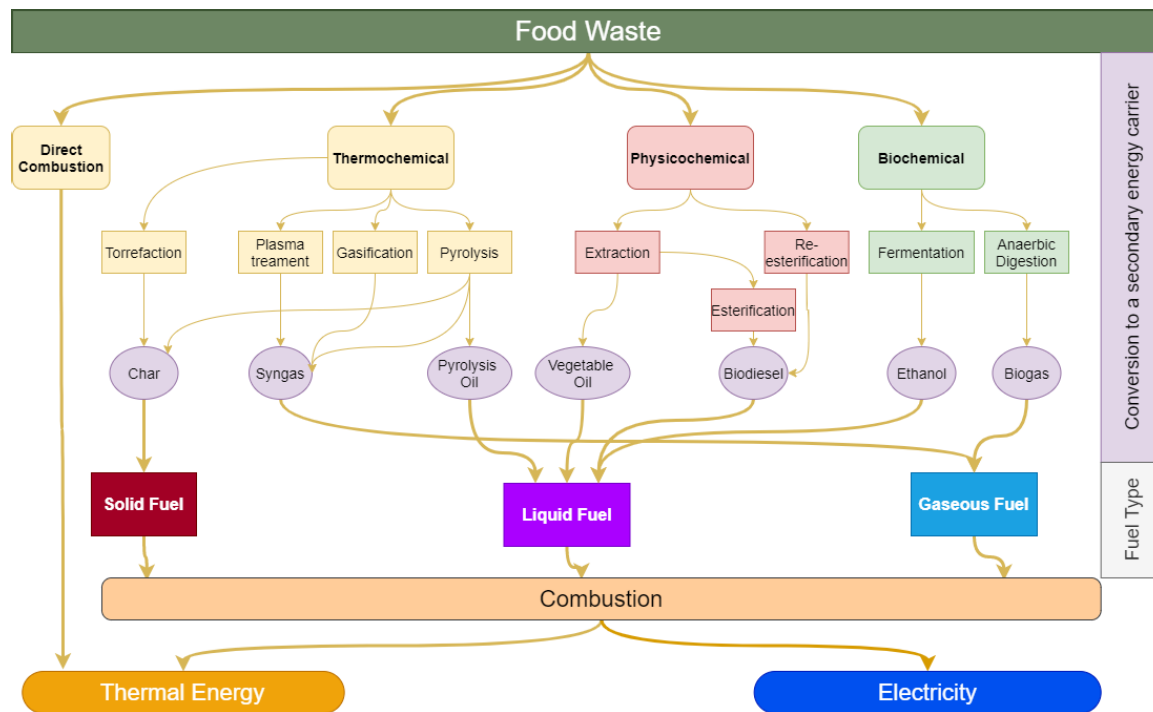 Food Waste
Conversion to a secondary energy carrier
Direct
Combustion
Thermochemical
Physicochemical
Biochemical
Torrefaction
Plasma
treament
Gasification
Pyrolysis
Extraction
Re-
esterification
Fermentation
Anaerbic
Digestion
Esterification
Char
Syngas
Pyrolysis
Oil
Vegetable
Oil
Biodiesel
Ethanol
Biogas
Fuel Type
Solid Fuel
Liquid Fuel
Gaseous Fuel
Combustion
Thermal Energy
Electricity